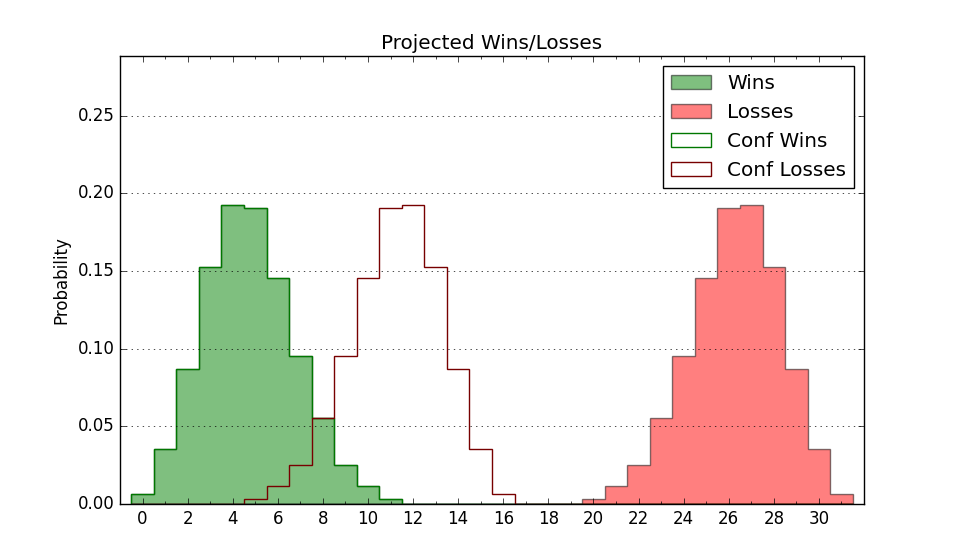 Projected Wins/Losses
Wins
Losses
Conf Wins
Conf Losses
Probability
0.25
0.20
0.15
0.10
0.05
0.00
0 2 4 6 8 10 12 14 16 18 20 22 24 26 28 30